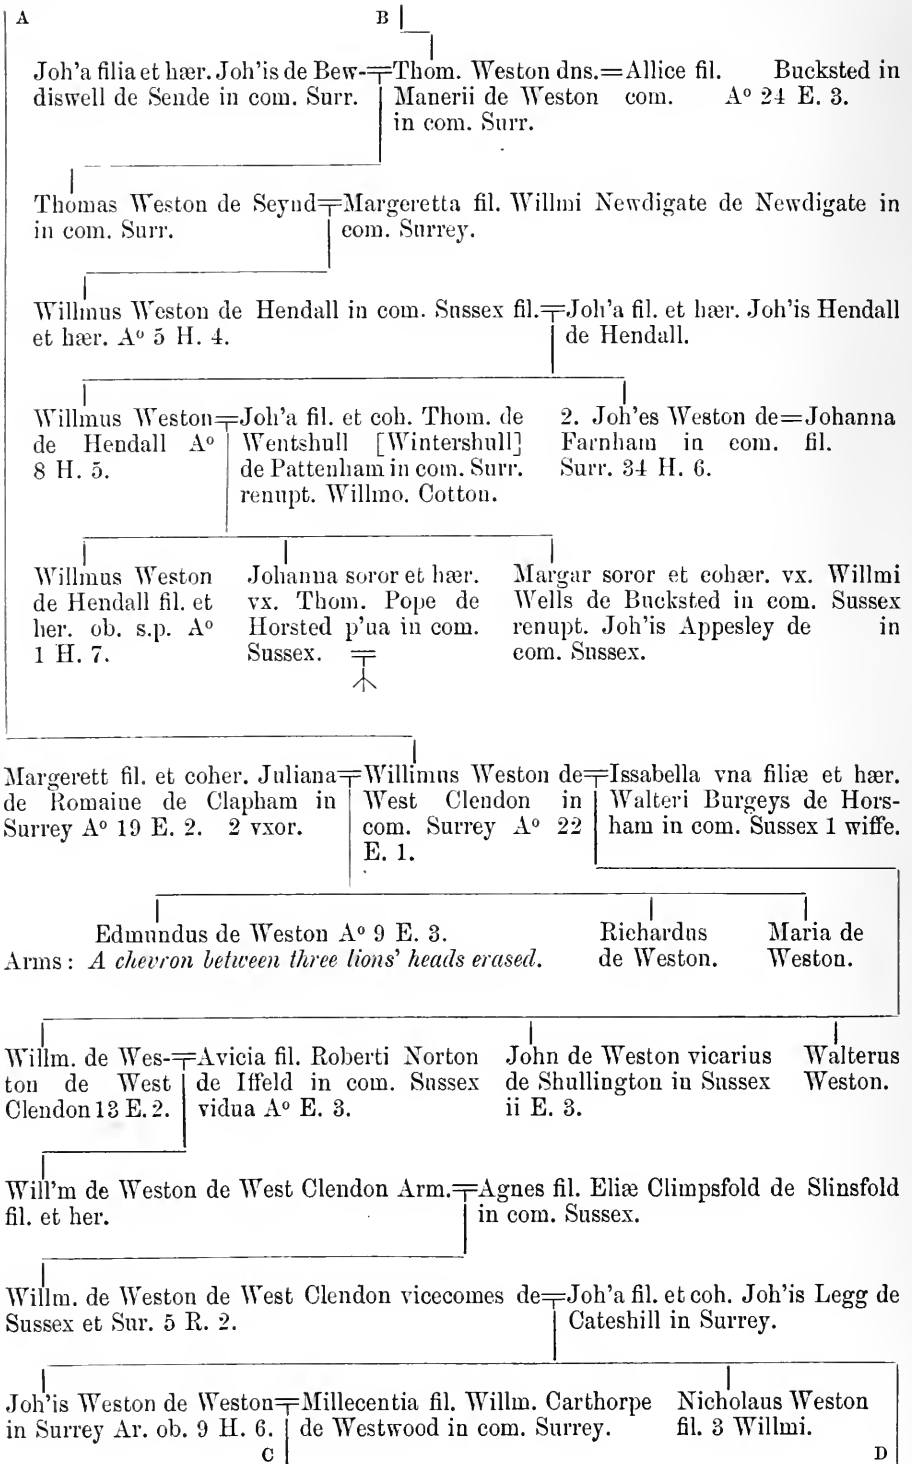 A B
Joh'a filia et hær. Joh'is de Bew-=Thom. Weston dns.=Allice fil. Bucksted in
diswell de Sende in com. Surr. Manerii de Weston com. Aº 24 E. 3.
in com. Surr.
Thomas Weston de Seynd=Margeretta fil. Willmi Newdigate de Newdigate in
in com. Surr. com. Surrey.
Willmus Weston de Hendall in com. Sussex fil.=Joh'a fil. et hær. Joh'is Hendall
et hær. Aº 5 H. 4. de Hendall.
Willmus Weston=Joh'a fil. et coh. Thom. de 2. Joh'es Weston de=Johanna
de Hendall Aº Wentshull [Wintershull] Farnham in com. fil.
8 H. 5. de Pattenham in com. Surr. Surr. 34 H. 6.
renupt. Willmo. Cotton.
Willmus Weston Johanna soror et hær. Margar soror et cohær. vx. Willmi
de Hendall fil. et vx. Thom. Pope de Wells de Bucksted in com. Sussex
her. ob. s.p. Aº Horsted p'ua in com. renupt. Joh'is Appesley de in
1 H. 7. Sussex. com. Sussex.
Margerett fil. et coher. Juliana=Willimus Weston de=Issabella vna filiæ et hær.
de Romaine de Clapham in West Clendon in Walteri Burgeys de Hors-
Surrey Aº 19 E. 2. 2 vxor. com. Surrey Aº 22 ham in com. Sussex 1 wiffe.
E. 1.
Edmundus de Weston Aº 9 E. 3. Richardus Maria de
Arms: A chevron between three lions' heads erased. de Weston. Weston.
Willm. de Wes-=Avicia fil. Roberti Norton John de Weston vicarius Walterus
ton de West de Iffeld in com. Sussex de Shullington in Sussex Weston.
Clendon 13 E. 2. vidua Aº E. 3. ii E. 3.
Will'm de Weston de West Clendon Arm.=Agnes fil. Eliæ Climpsfold de Slinsfold
fil. et her. in com. Sussex.
Willm. de Weston de West Clendon vicecomes de=Joh'a fil. et coh. Joh'is Legg de
Sussex et Sur. 5 R. 2. Cateshill in Surrey.
Joh'is Weston de Weston=Millecentia fil. Willm. Carthorpe Nicholaus Weston
in Surrey Ar. ob. 9 H. 6. de Westwood in com. Surrey. fil. 3 Willmi.
C D